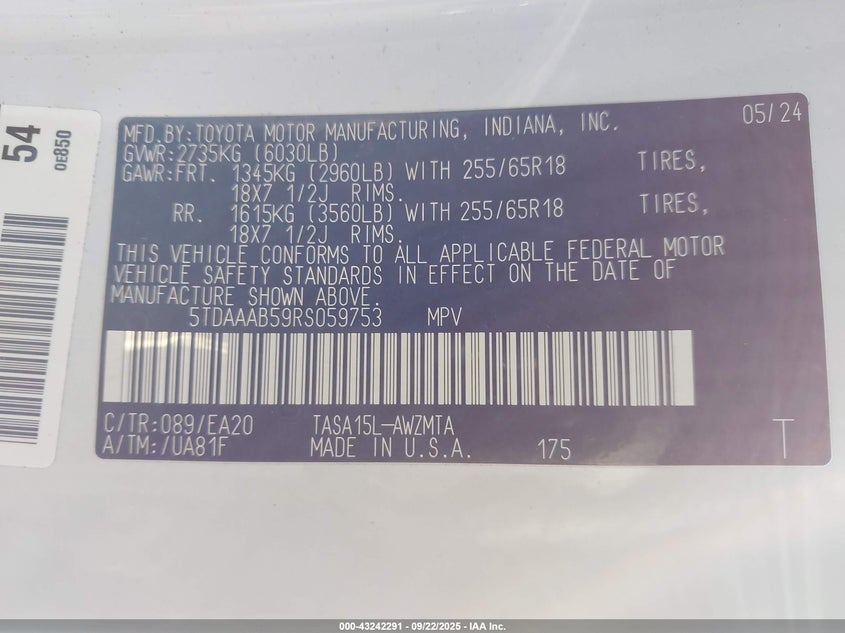 54
OE850
MFD.BY:TOYOTA MOTOR MANUFACTURING, INDIANA, INC. 05/24
GVWR:2735KG (6030LB)
GAWR:FRT. 1345KG (2960LB) WITH 255/65R18 TIRES,
18X7 1/2J RIMS.
RR. 1615KG (3560LB) WITH 255/65R18 TIRES,
18X7 1/2J RIMS.
THIS VEHICLE CONFORMS TO ALL APPLICABLE FEDERAL MOTOR
VEHICLE SAFETY STANDARDS IN EFFECT ON THE DATE OF
MANUFACTURE SHOWN ABOVE.
5TDAAAB59RS059753 MPV
C/TR:089/EA20 TASA15L-AWZMTA
A/TM:/UA81F MADE IN U.S.A. 175 T
000-43242291 - 09/22/2025 - IAA Inc.